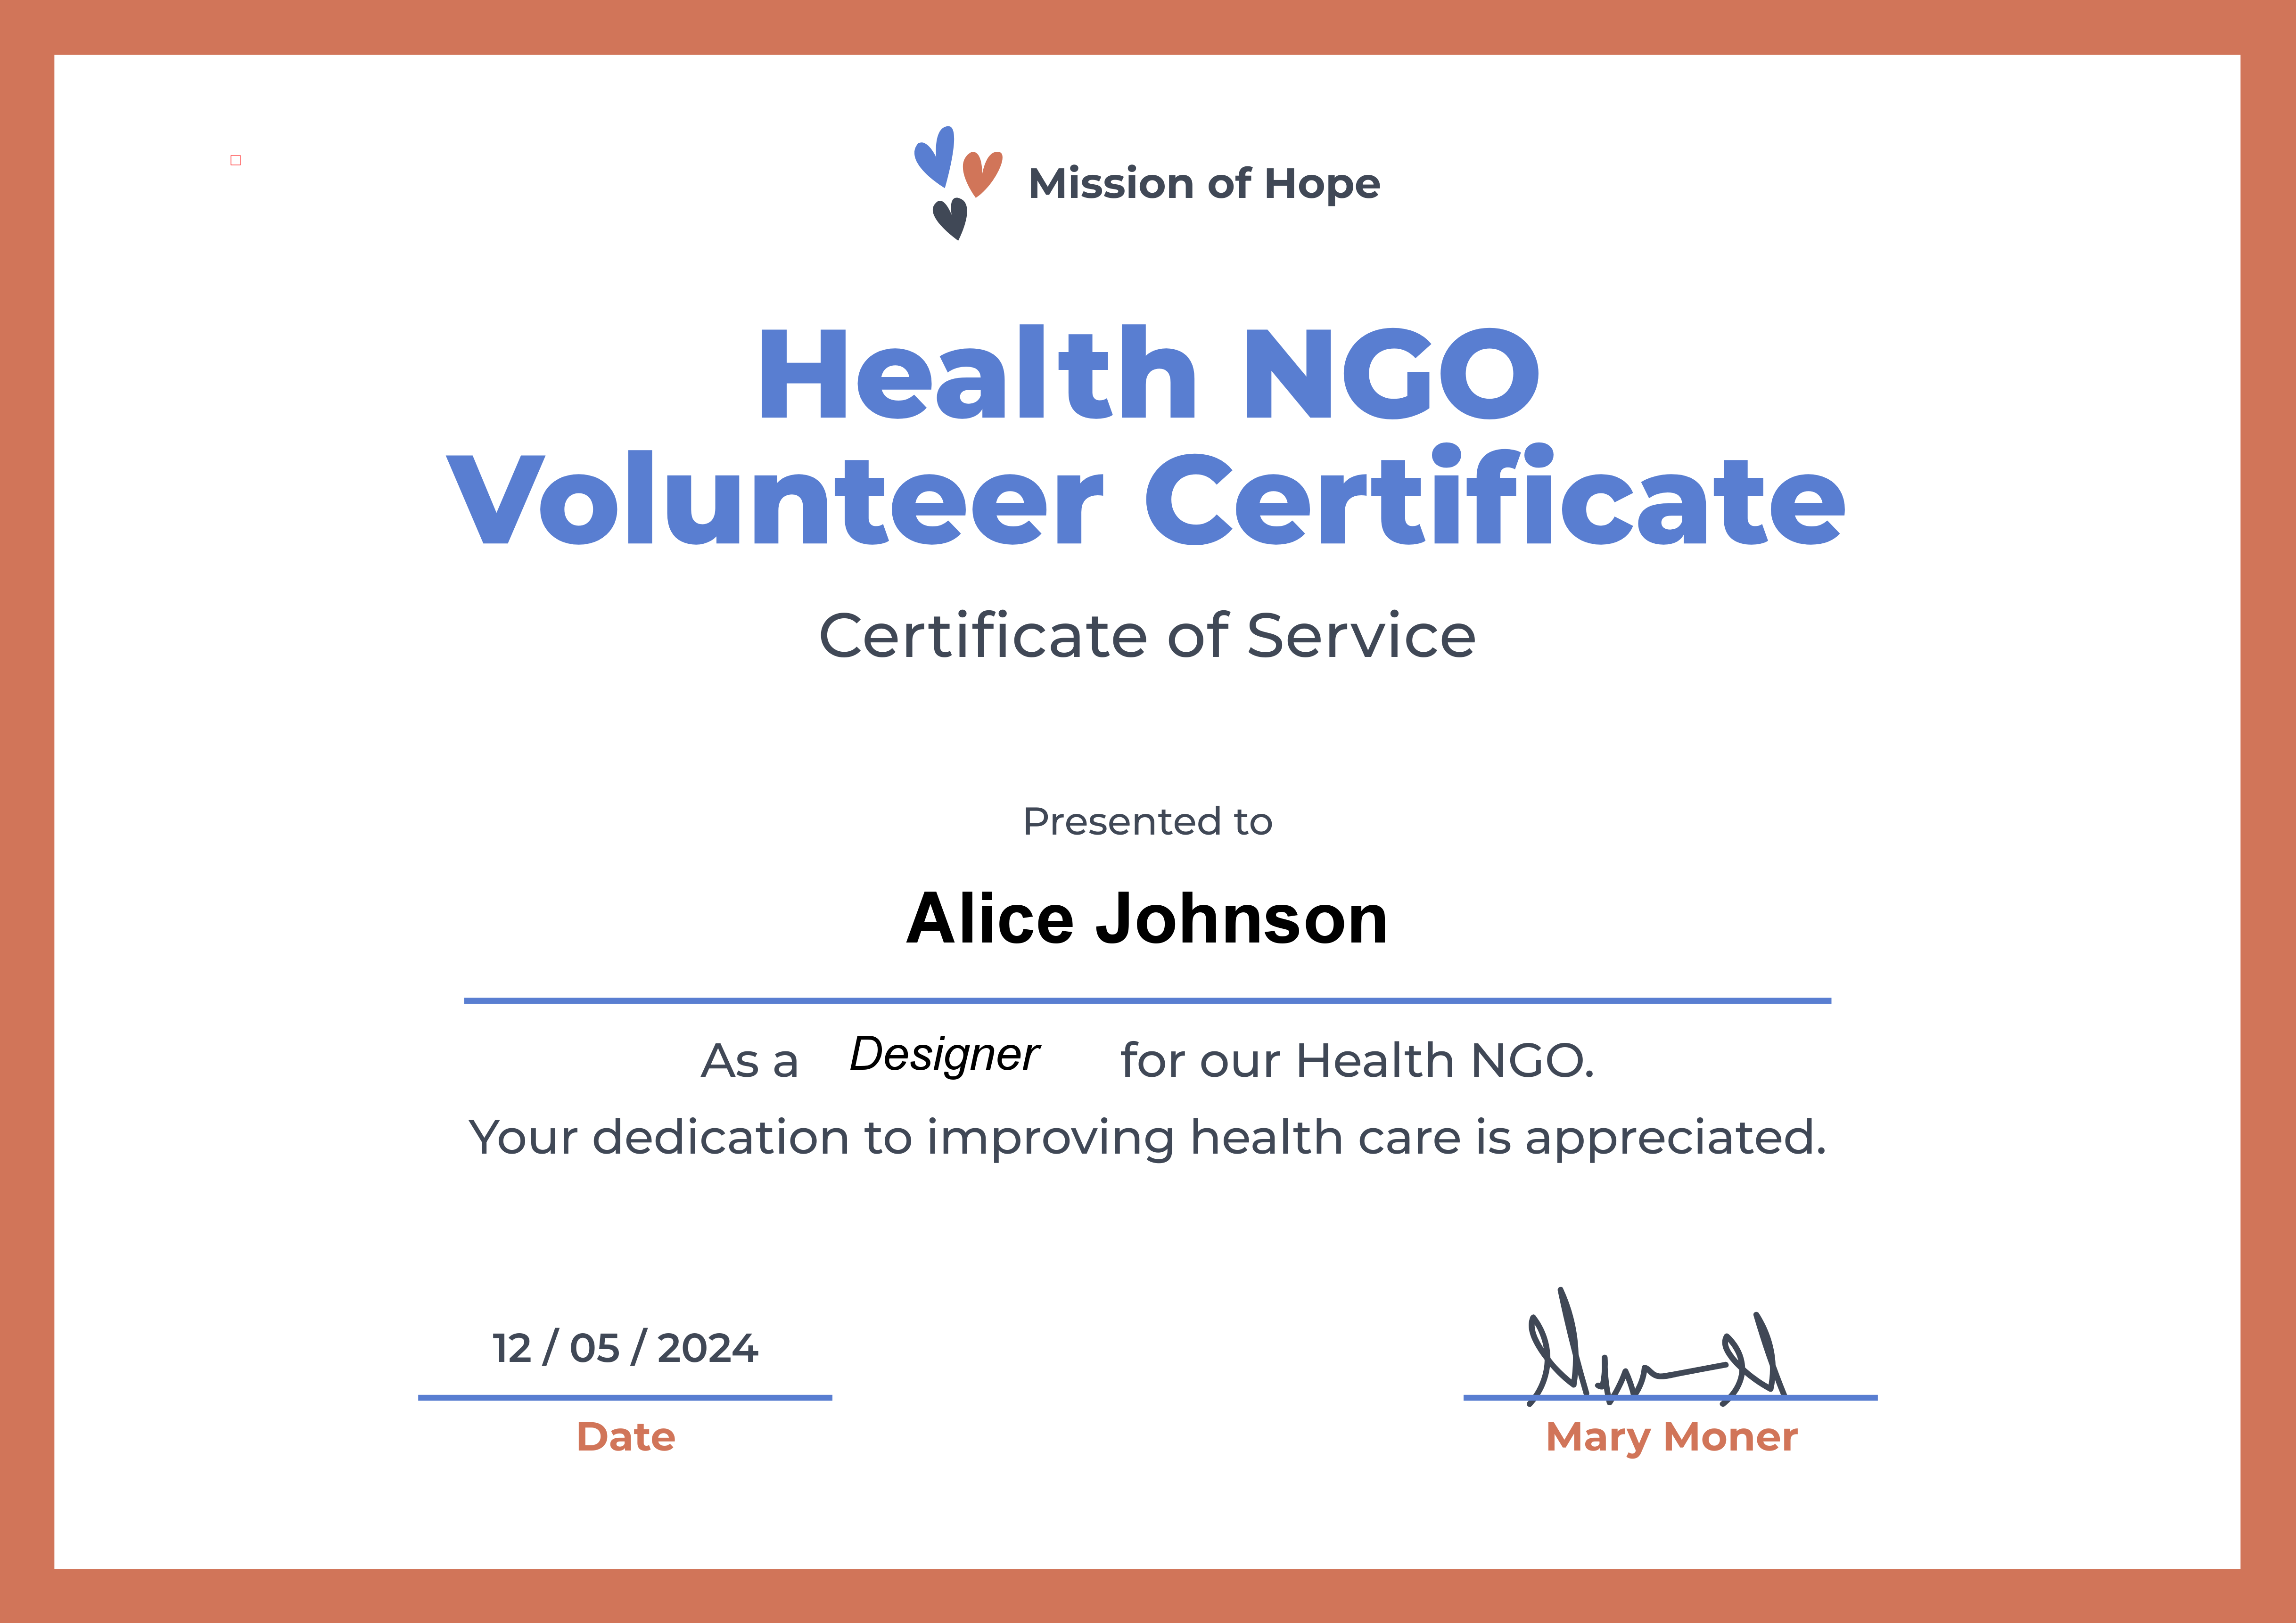 Mission of Hope
Health NGO
Volunteer Certificate
Certificate of Service
Presented to
Alice Johnson
As a Designer for our Health NGO.
Your dedication to improving health care is appreciated.
12 / 05 / 2024
Date
Mary Moner